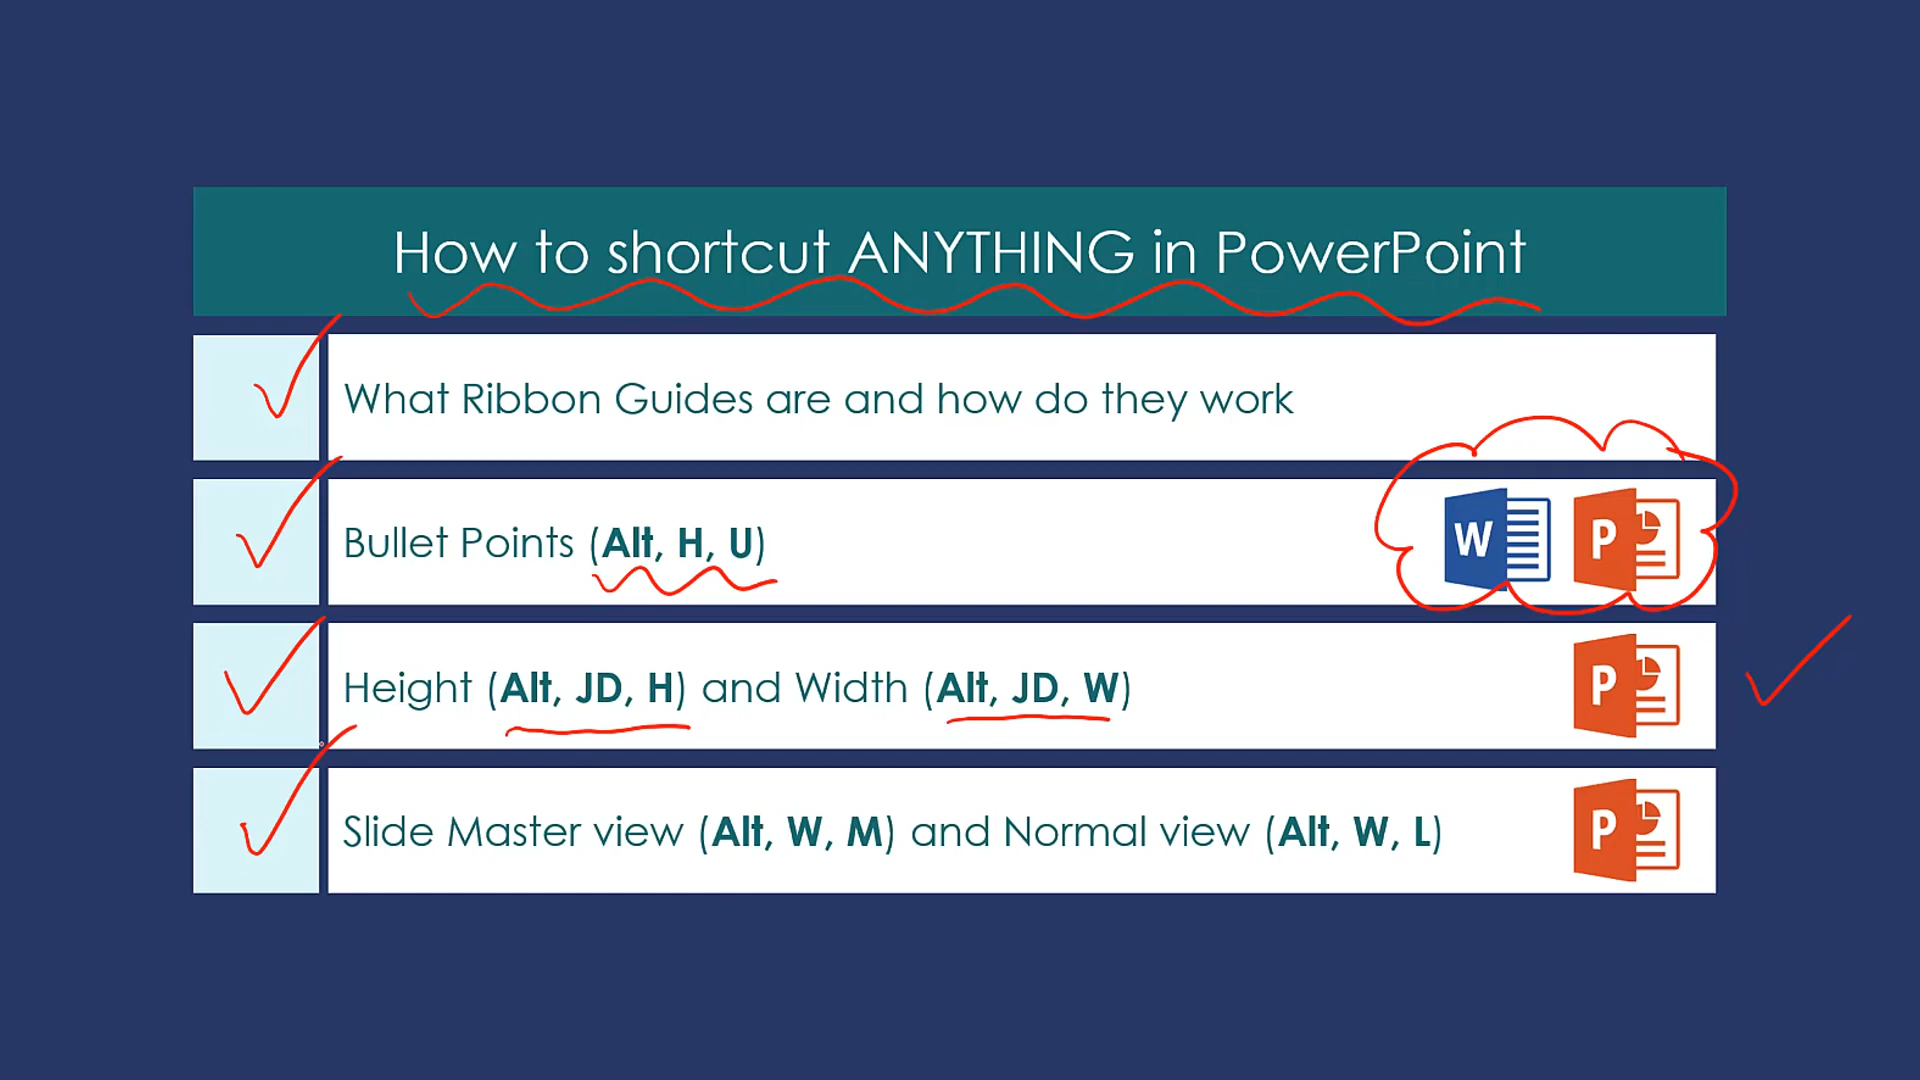 How to shortcut ANYTHING in PowerPoint
What Ribbon Guides are and how do they work
Bullet Points (Alt, H, U)
W P
Height (Alt, JD, H) and Width (Alt, JD, W)
P
Slide Master view (Alt, W, M) and Normal view (Alt, W, L)
P